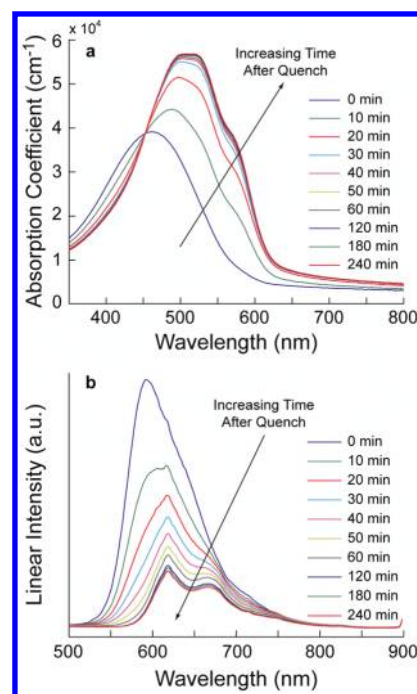 x 10⁴
a
Increasing Time
After Quench
Absorption Coefficient (cm⁻¹)
6
5
4
3
2
1
0
0 min
10 min
20 min
30 min
40 min
50 min
60 min
120 min
180 min
240 min
400 500 600 700 800
Wavelength (nm)
b
Increasing Time
After Quench
Linear Intensity (a.u.)
0 min
10 min
20 min
30 min
40 min
50 min
60 min
120 min
180 min
240 min
500 600 700 800 900
Wavelength (nm)